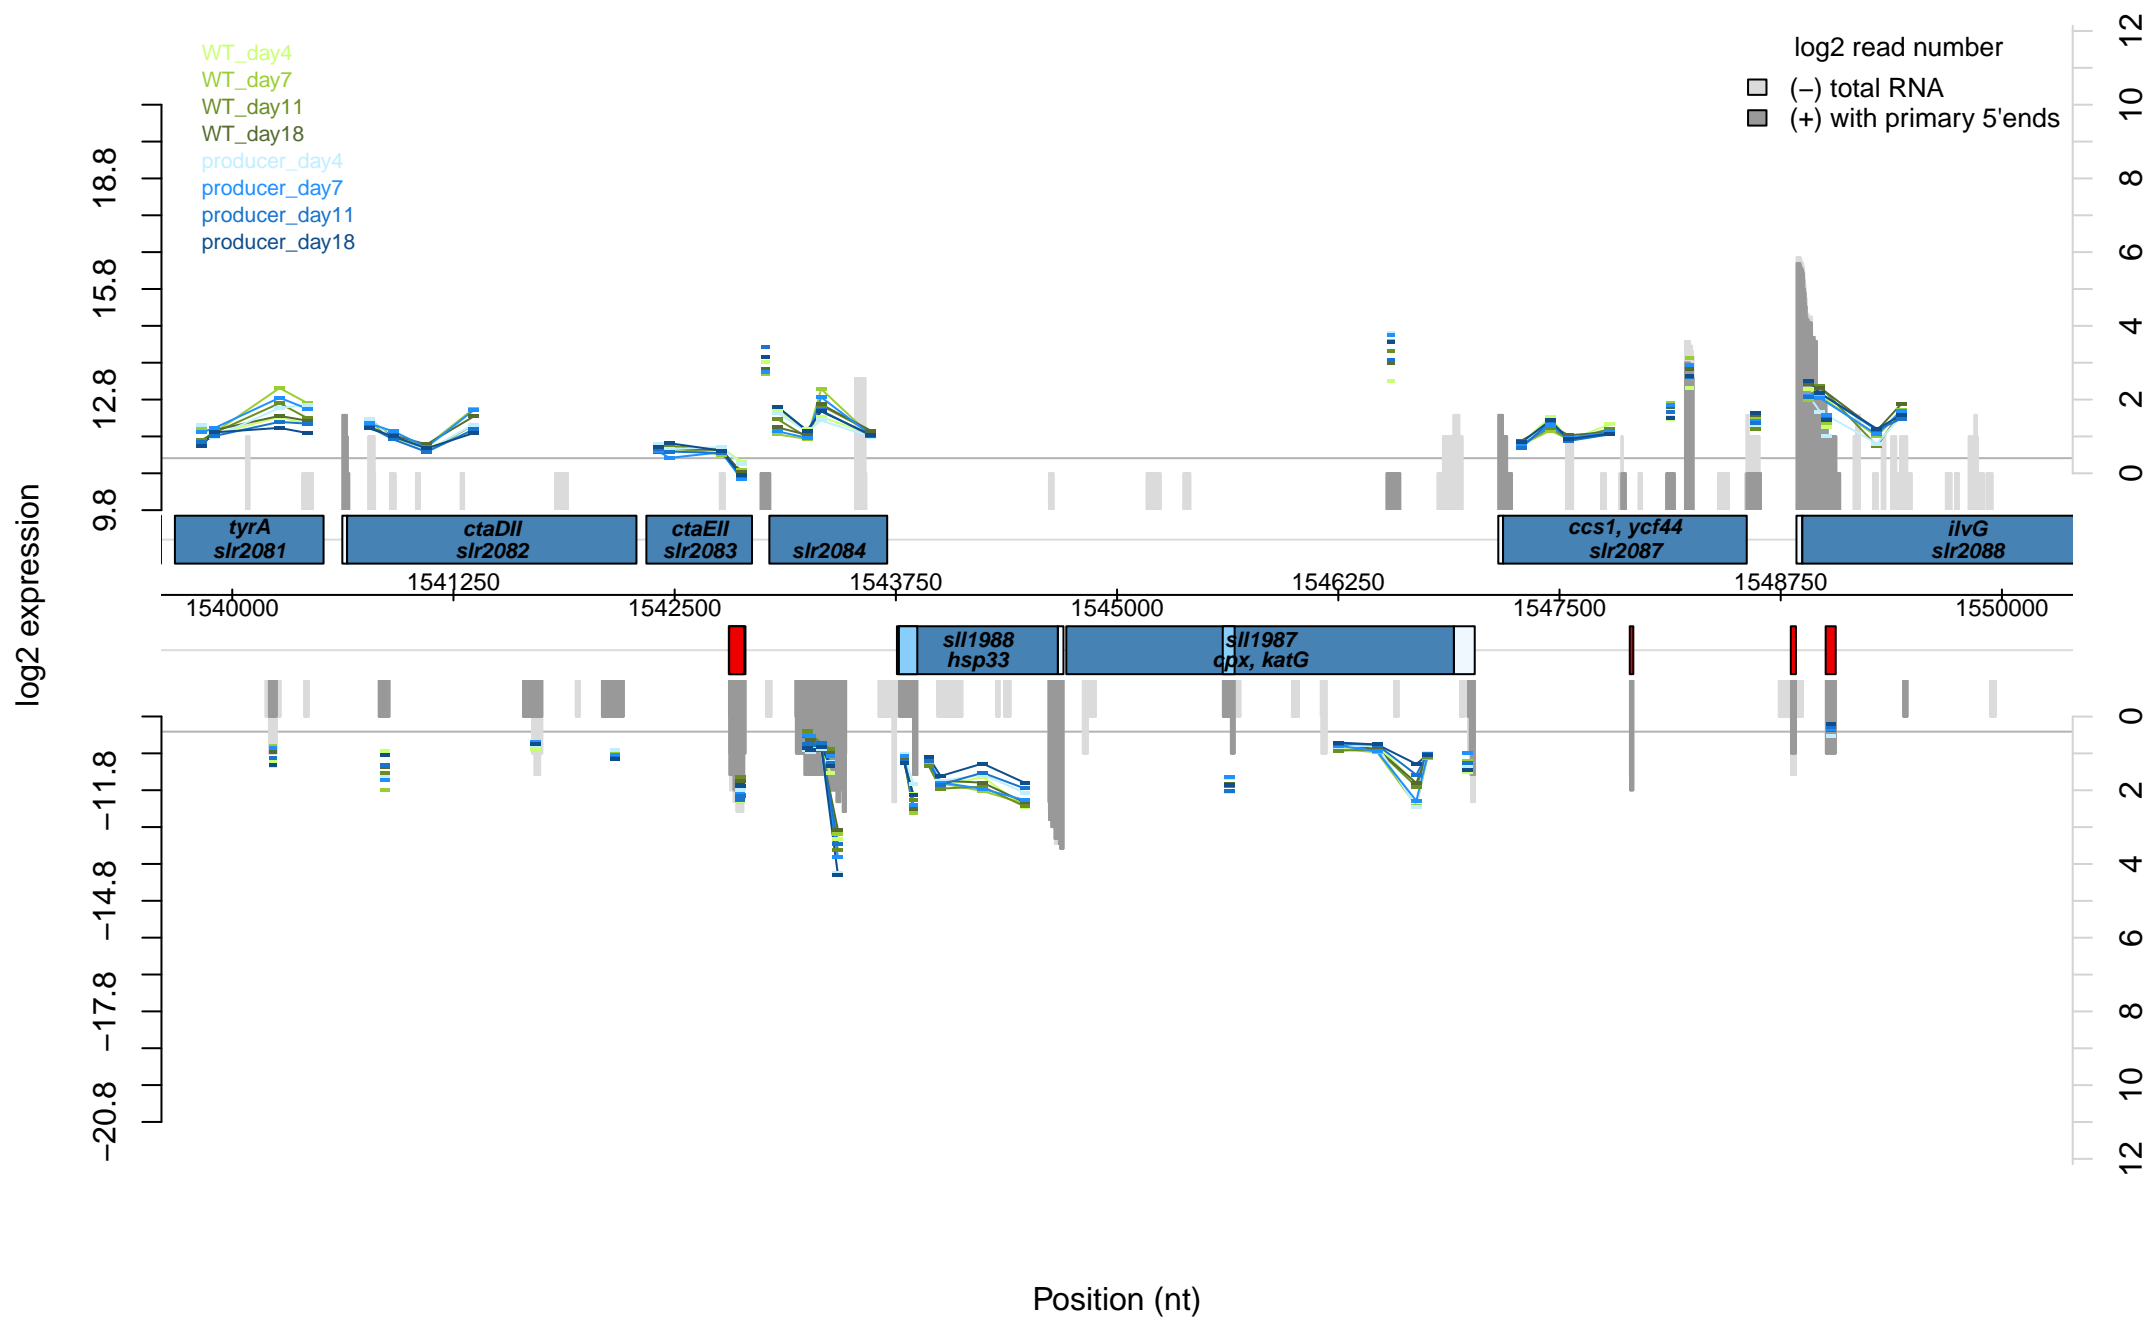 WT_day4
WT_day7
WT_day11
WT_day18
producer_day4
producer_day7
producer_day11
producer_day18
log2 read number
(−) total RNA
(+) with primary 5'ends
log2 expression
18.8
15.8
12.8
9.8
12
10
8
6
4
2
0
tyrA
slr2081
ctaDII
slr2082
ctaEII
slr2083
slr2084
ccs1, ycf44
slr2087
ilvG
slr2088
1541250
1543750
1546250
1548750
1540000
1542500
1545000
1547500
1550000
sll1988
hsp33
sll1987
cpx, katG
−11.8
−14.8
−17.8
−20.8
0
2
4
6
8
10
12
Position (nt)